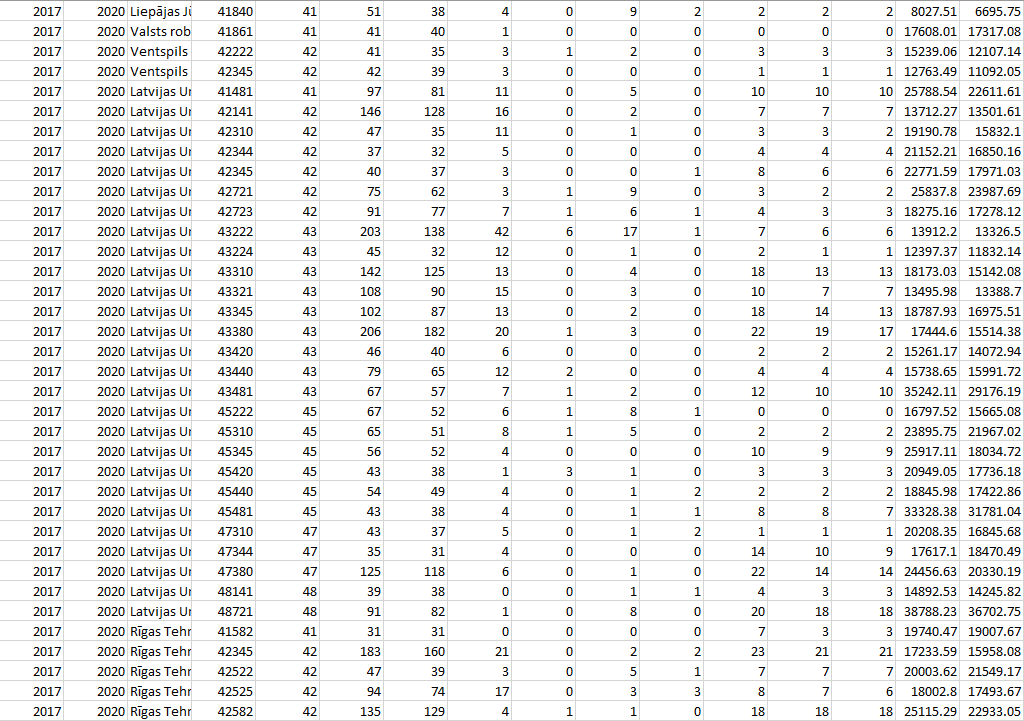 2017 2020 Liepājas Jū 41840 41 51 38 4 0 9 2 2 2 2 8027.51 6695.75
2017 2020 Valsts rob 41861 41 41 40 1 0 0 0 0 0 0 17608.01 17317.08
2017 2020 Ventspils 42222 42 41 35 3 1 2 0 3 3 3 15239.06 12107.14
2017 2020 Ventspils 42345 42 42 39 3 0 0 0 1 1 1 12763.49 11092.05
2017 2020 Latvijas Un 41481 41 97 81 11 0 5 0 10 10 10 25788.54 22611.61
2017 2020 Latvijas Un 42141 42 146 128 16 0 2 0 7 7 7 13712.27 13501.61
2017 2020 Latvijas Un 42310 42 47 35 11 0 1 0 3 3 2 19190.78 15832.1
2017 2020 Latvijas Un 42344 42 37 32 5 0 0 0 4 4 4 21152.21 16850.16
2017 2020 Latvijas Un 42345 42 40 37 3 0 0 1 8 6 6 22771.59 17971.03
2017 2020 Latvijas Un 42721 42 75 62 3 1 9 0 3 2 2 25837.8 23987.69
2017 2020 Latvijas Un 42723 42 91 77 7 1 6 1 4 3 3 18275.16 17278.12
2017 2020 Latvijas Un 43222 43 203 138 42 6 17 1 7 6 6 13912.2 13326.5
2017 2020 Latvijas Un 43224 43 45 32 12 0 1 0 2 1 1 12397.37 11832.14
2017 2020 Latvijas Un 43310 43 142 125 13 0 4 0 18 13 13 18173.03 15142.08
2017 2020 Latvijas Un 43321 43 108 90 15 0 3 0 10 7 7 13495.98 13388.7
2017 2020 Latvijas Un 43345 43 102 87 13 0 2 0 18 14 13 18787.93 16975.51
2017 2020 Latvijas Un 43380 43 206 182 20 1 3 0 22 19 17 17444.6 15514.38
2017 2020 Latvijas Un 43420 43 46 40 6 0 0 0 2 2 2 15261.17 14072.94
2017 2020 Latvijas Un 43440 43 79 65 12 2 0 0 4 4 4 15738.65 15991.72
2017 2020 Latvijas Un 43481 43 67 57 7 1 2 0 12 10 10 35242.11 29176.19
2017 2020 Latvijas Un 45222 45 67 52 6 1 8 1 0 0 0 16797.52 15665.08
2017 2020 Latvijas Un 45310 45 65 51 8 1 5 0 2 2 2 23895.75 21967.02
2017 2020 Latvijas Un 45345 45 56 52 4 0 0 0 10 9 9 25917.11 18034.72
2017 2020 Latvijas Un 45420 45 43 38 1 3 1 0 3 3 3 20949.05 17736.18
2017 2020 Latvijas Un 45440 45 54 49 4 0 1 2 2 2 2 18845.98 17422.86
2017 2020 Latvijas Un 45481 45 43 38 4 0 1 1 8 8 7 33328.38 31781.04
2017 2020 Latvijas Un 47310 47 43 37 5 0 1 2 1 1 1 20208.35 16845.68
2017 2020 Latvijas Un 47344 47 35 31 4 0 0 0 14 10 9 17617.1 18470.49
2017 2020 Latvijas Un 47380 47 125 118 6 0 1 0 22 14 14 24456.63 20330.19
2017 2020 Latvijas Un 48141 48 39 38 0 0 1 1 4 3 3 14892.53 14245.82
2017 2020 Latvijas Un 48721 48 91 82 1 0 8 0 20 18 18 38788.23 36702.75
2017 2020 Rīgas Tehn 41582 41 31 31 0 0 0 0 7 3 3 19740.47 19007.67
2017 2020 Rīgas Tehn 42345 42 183 160 21 0 2 2 23 21 21 17233.59 15958.08
2017 2020 Rīgas Tehn 42522 42 47 39 3 0 5 1 7 7 7 20003.62 21549.17
2017 2020 Rīgas Tehn 42525 42 94 74 17 0 3 3 8 7 6 18002.8 17493.67
2017 2020 Rīgas Tehn 42582 42 135 129 4 1 1 0 18 18 18 25115.29 22933.05